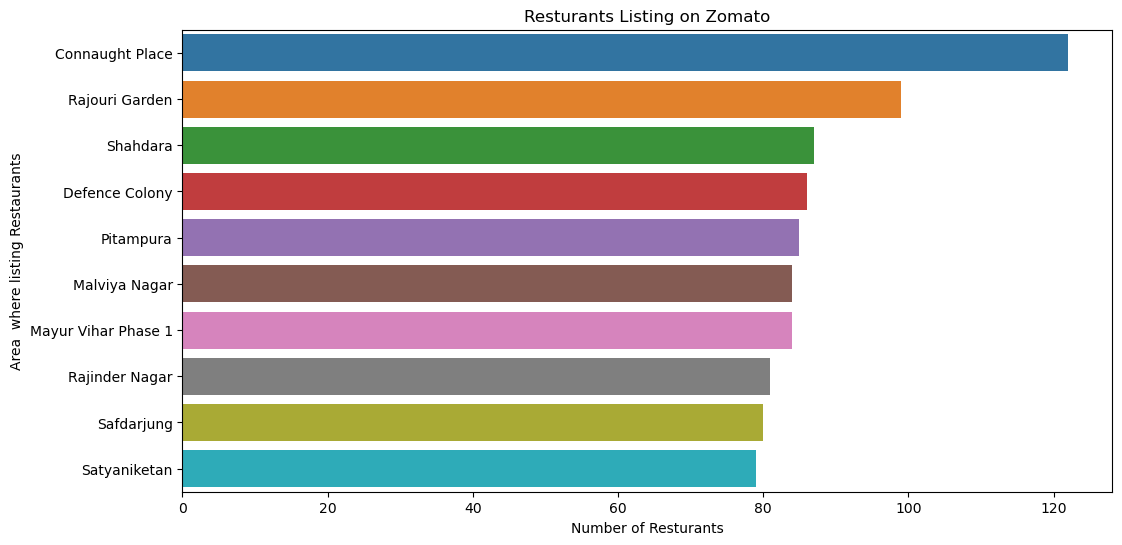 Resturants Listing on Zomato
Area  where listing Restaurants
Connaught Place
Rajouri Garden
Shahdara
Defence Colony
Pitampura
Malviya Nagar
Mayur Vihar Phase 1
Rajinder Nagar
Safdarjung
Satyaniketan
0 20 40 60 80 100 120
Number of Resturants